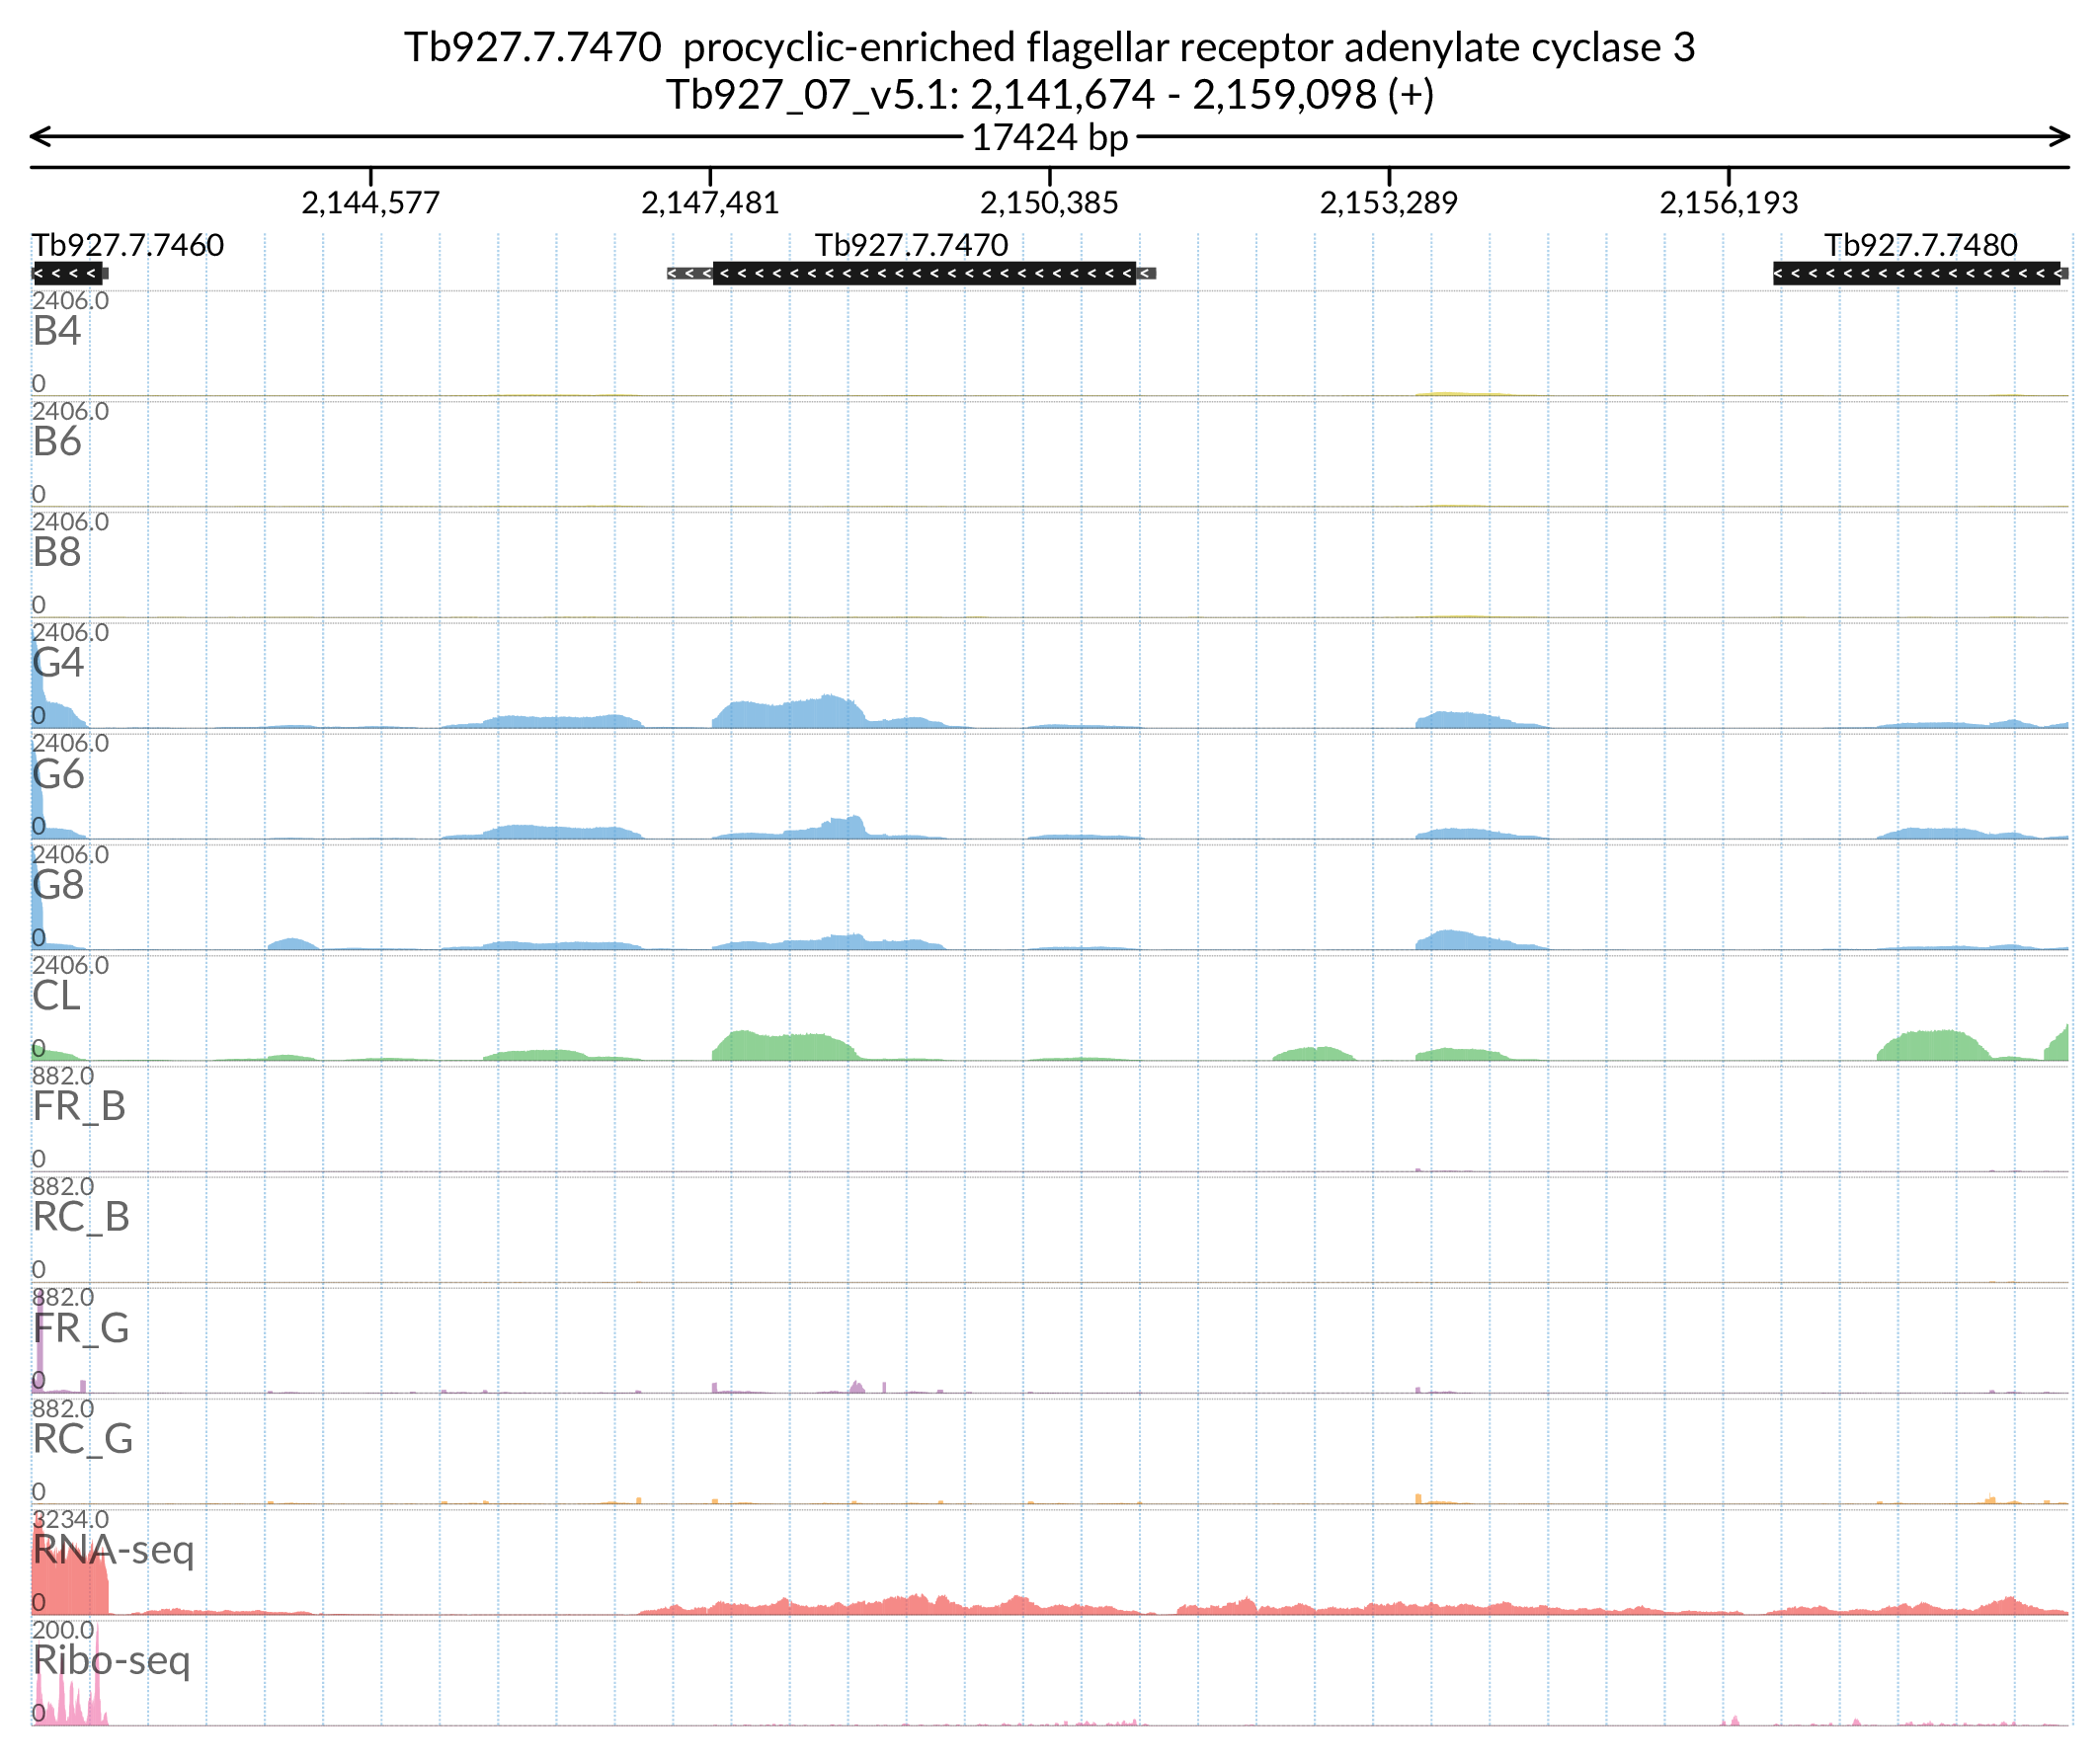 Tb927.7.7470 procyclic-enriched flagellar receptor adenylate cyclase 3
Tb927_07_v5.1: 2,141,674 - 2,159,098 (+)
17424 bp
2,144,577 2,147,481 2,150,385 2,153,289 2,156,193
Tb927.7.7460 Tb927.7.7470 Tb927.7.7480
2406.0
B4
0
2406.0
B6
0
2406.0
B8
0
2406.0
G4
0
2406.0
G6
0
2406.0
G8
0
2406.0
CL
0
882.0
FR_B
0
882.0
RC_B
0
882.0
FR_G
0
882.0
RC_G
0
3234.0
RNA-seq
0
200.0
Ribo-seq
0